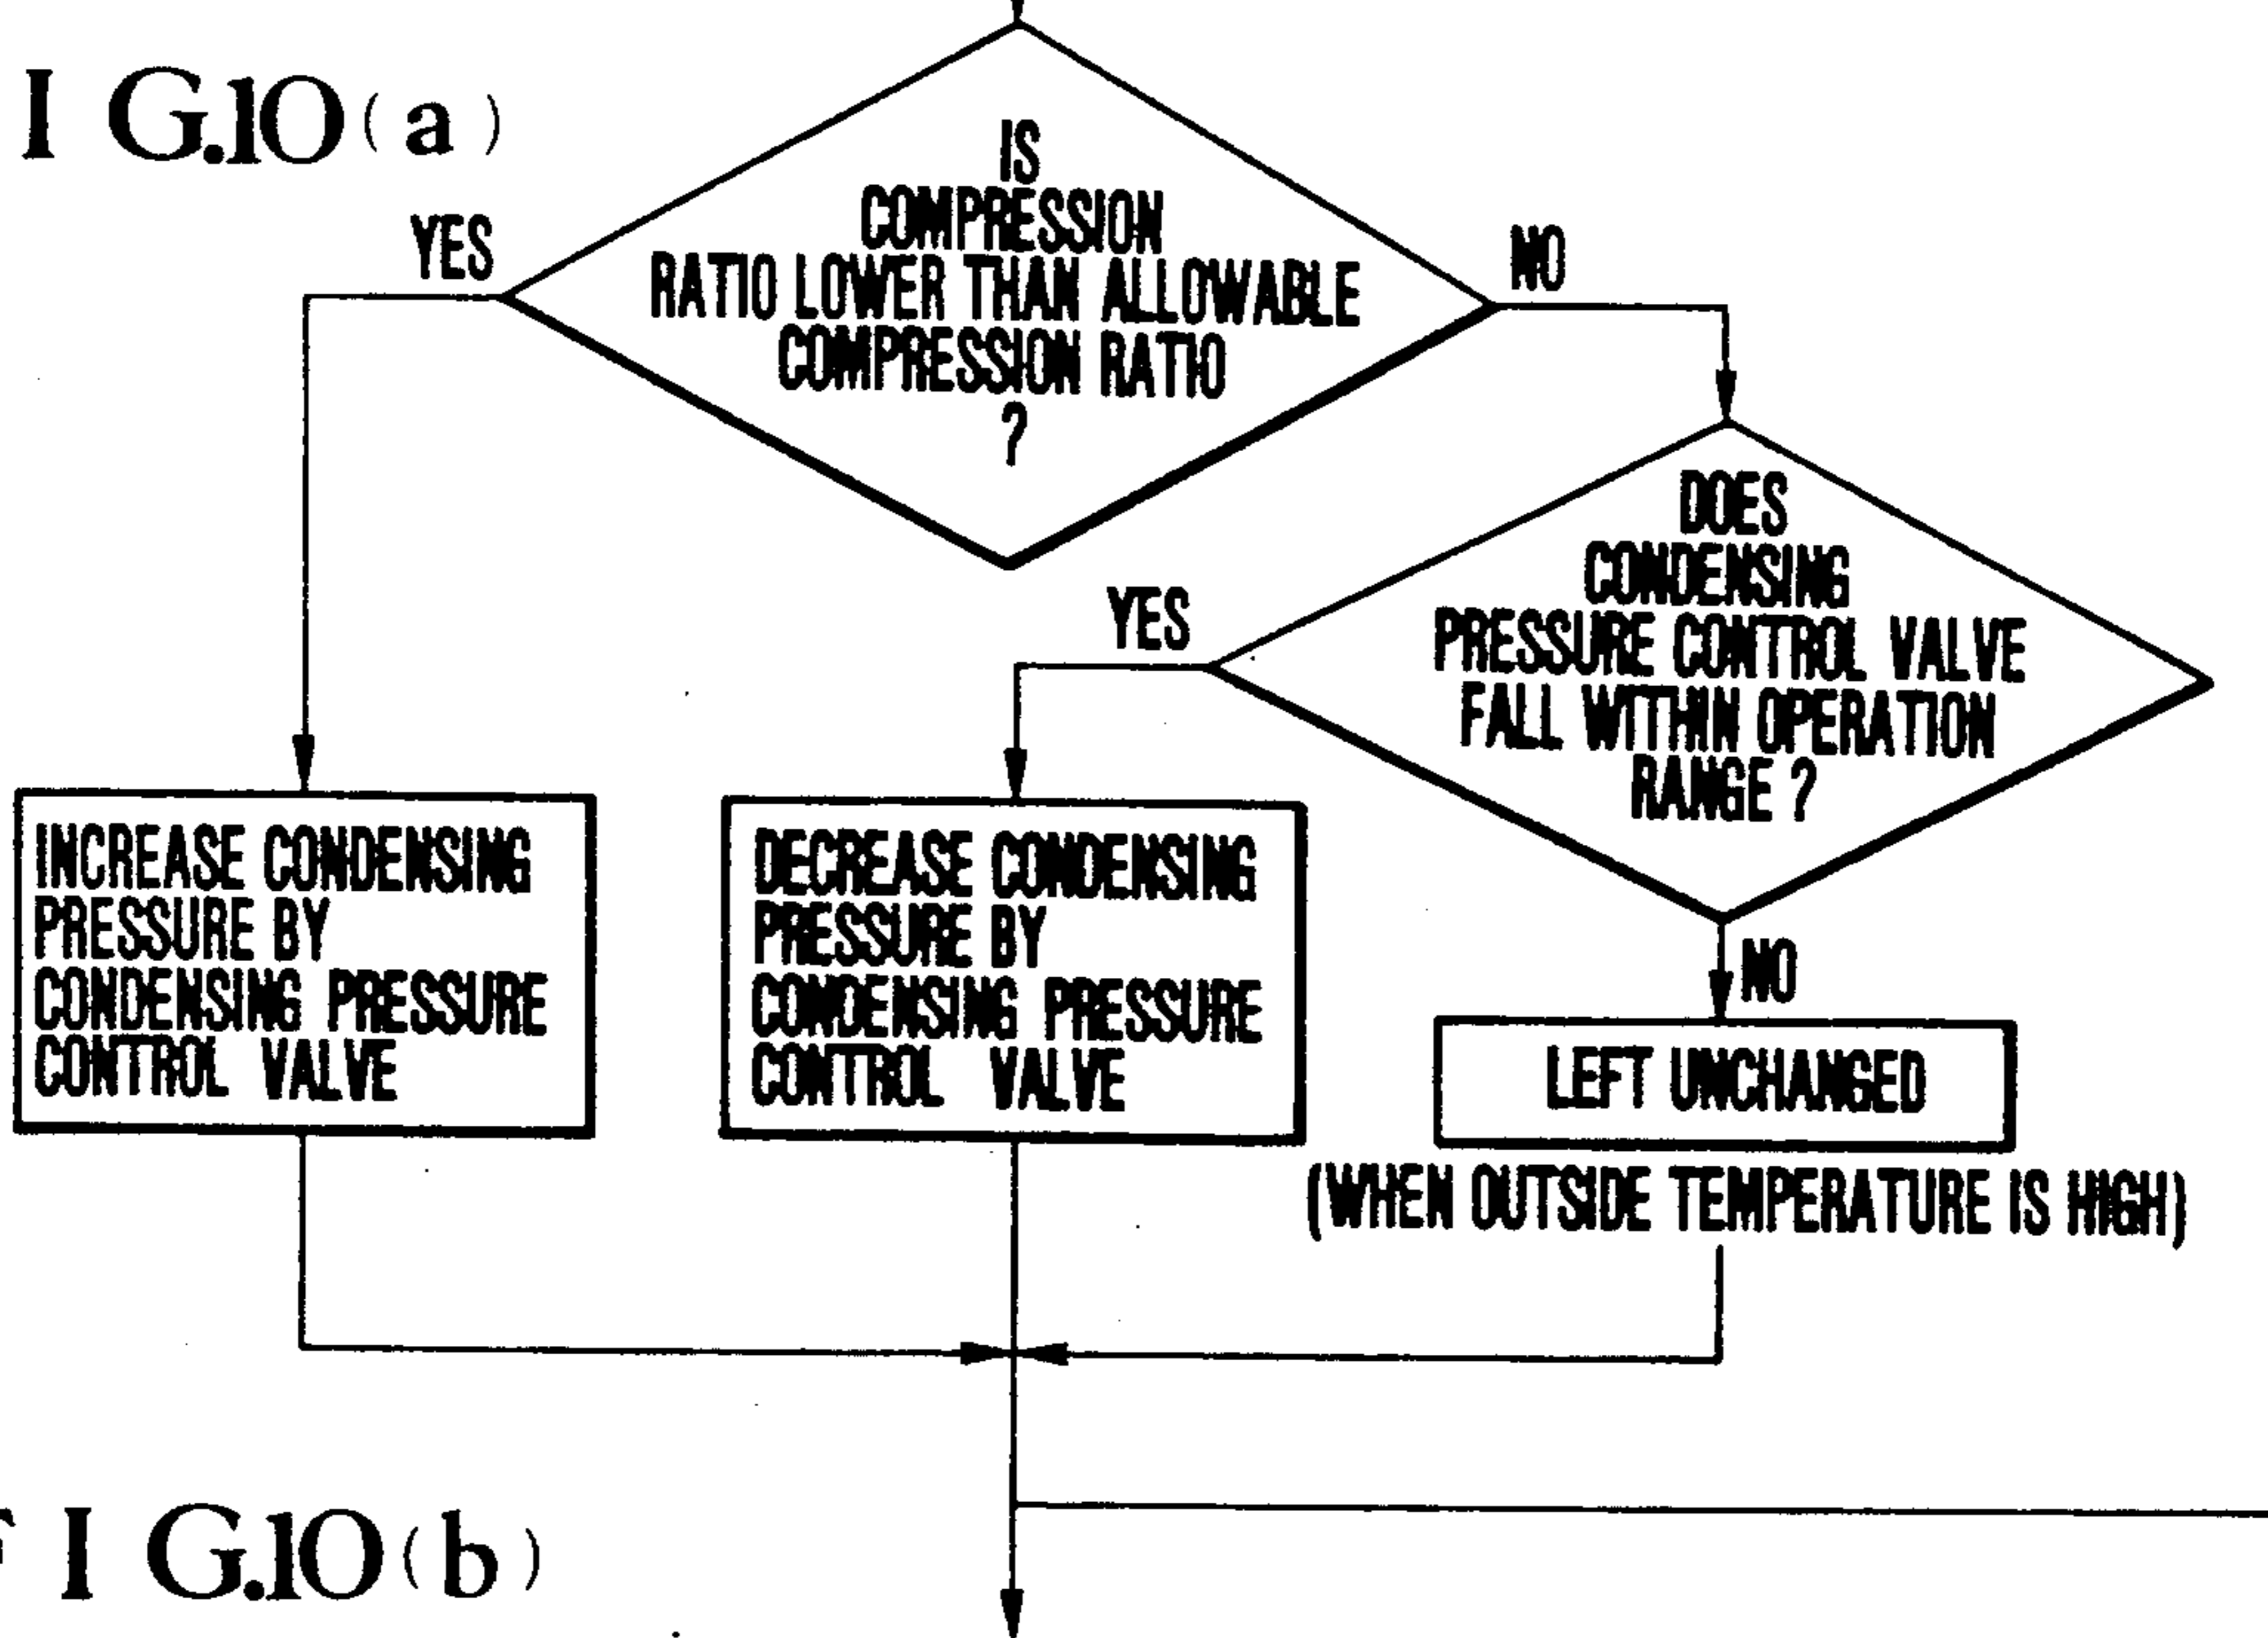 I G.10(a)
IS
COMPRESSION
RATIO LOWER THAN ALLOWABLE
COMPRESSION RATIO
?
YES
NO
DOES
CONDENSING
PRESSURE CONTROL VALVE
FALL WITHIN OPERATION
RANGE ?
YES
NO
INCREASE CONDENSING
PRESSURE BY
CONDENSING PRESSURE
CONTROL VALVE
DECREASE CONDENSING
PRESSURE BY
CONDENSING PRESSURE
CONTROL VALVE
LEFT UNCHANGED
(WHEN OUTSIDE TEMPERATURE IS HIGH)
I G.10(b)